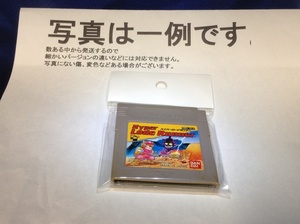 写真は一例です
数ある中から発送するので
細かいバージョンの違いなどには対応できません。
写真にない傷、変色などある場合がございます。